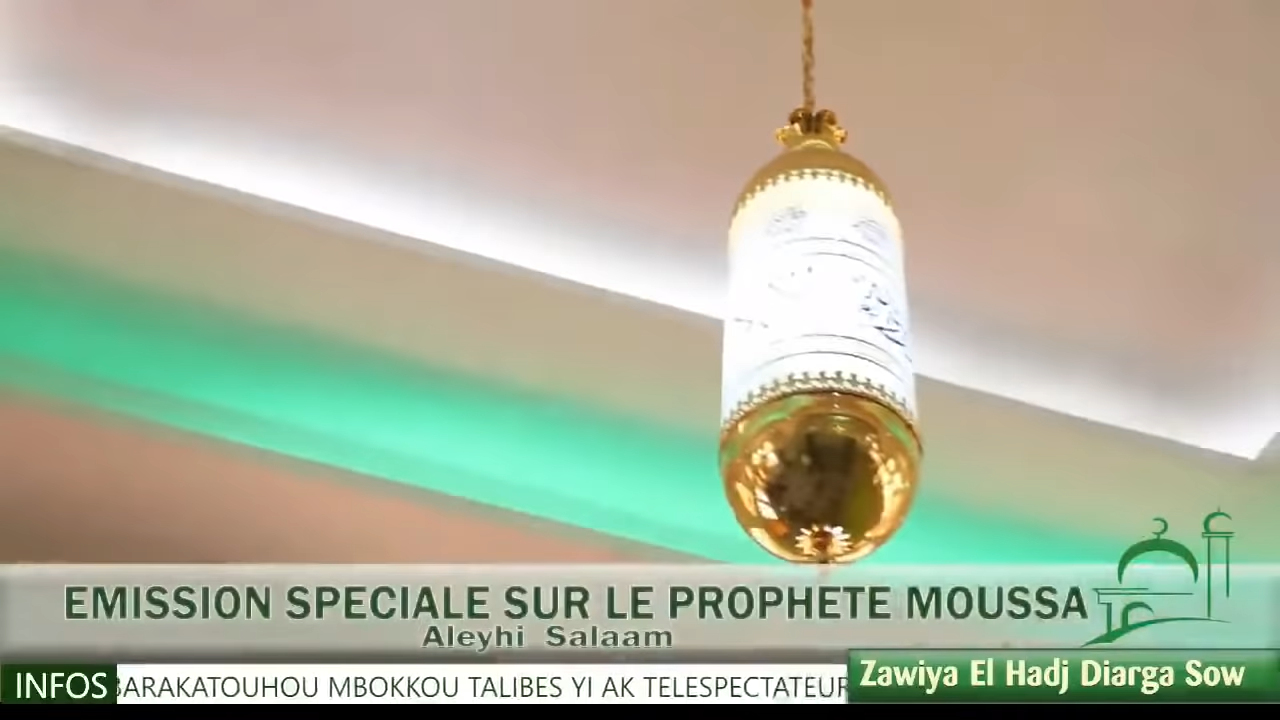 EMISSION SPECIALE SUR LE PROPHETE MOUSSA
Aleyhi Salaam
INFOS
BARAKATOUHOU MBOKKOU TALIBES YI AK TELESPECTATEUR
Zawiya El Hadj Diarga Sow